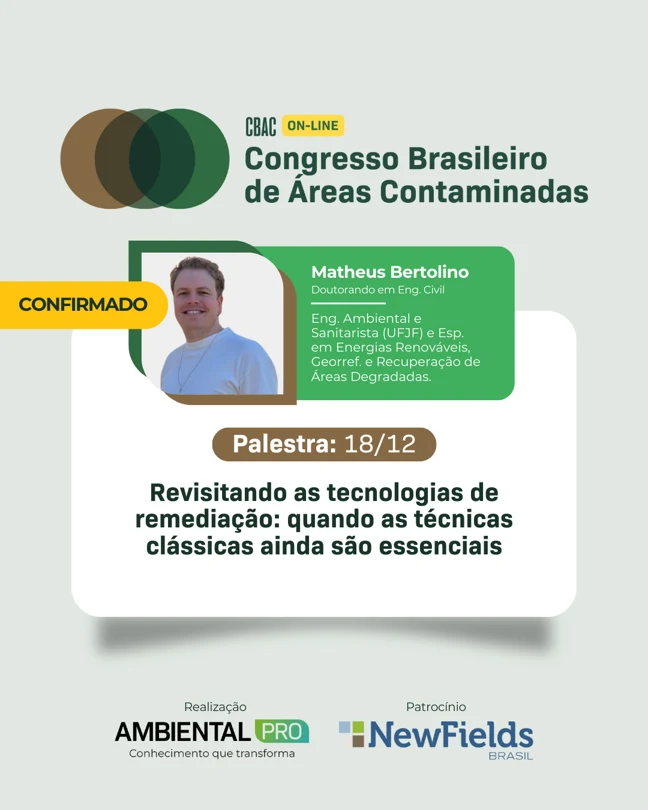 CBAC ON-LINE
Congresso Brasileiro
de Áreas Contaminadas
CONFIRMADO
Matheus Bertolino
Doutorando em Eng. Civil
Eng. Ambiental e
Sanitarista (UFJF) e Esp.
em Energias Renováveis,
Georref. e Recuperação de
Áreas Degradadas.
Palestra: 18/12
Revisitando as tecnologias de
remediação: quando as técnicas
clássicas ainda são essenciais
Realização
AMBIENTAL PRO
Conhecimento que transforma
Patrocínio
NewFields
BRASIL